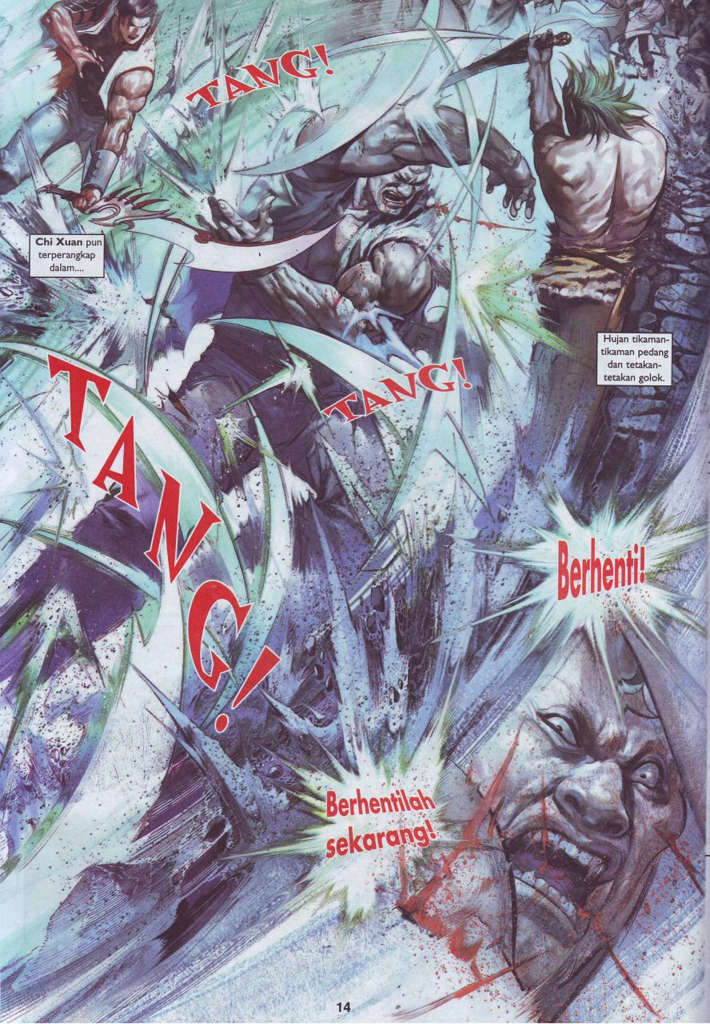 TANG!
Chi Xuan pun
terperangkap
dalam....
Hujan tikaman-
tikaman pedang
dan tetakan-
tetakan golok.
TANG!
TANG!
Berhenti!
Berhentilah
sekarang!
14